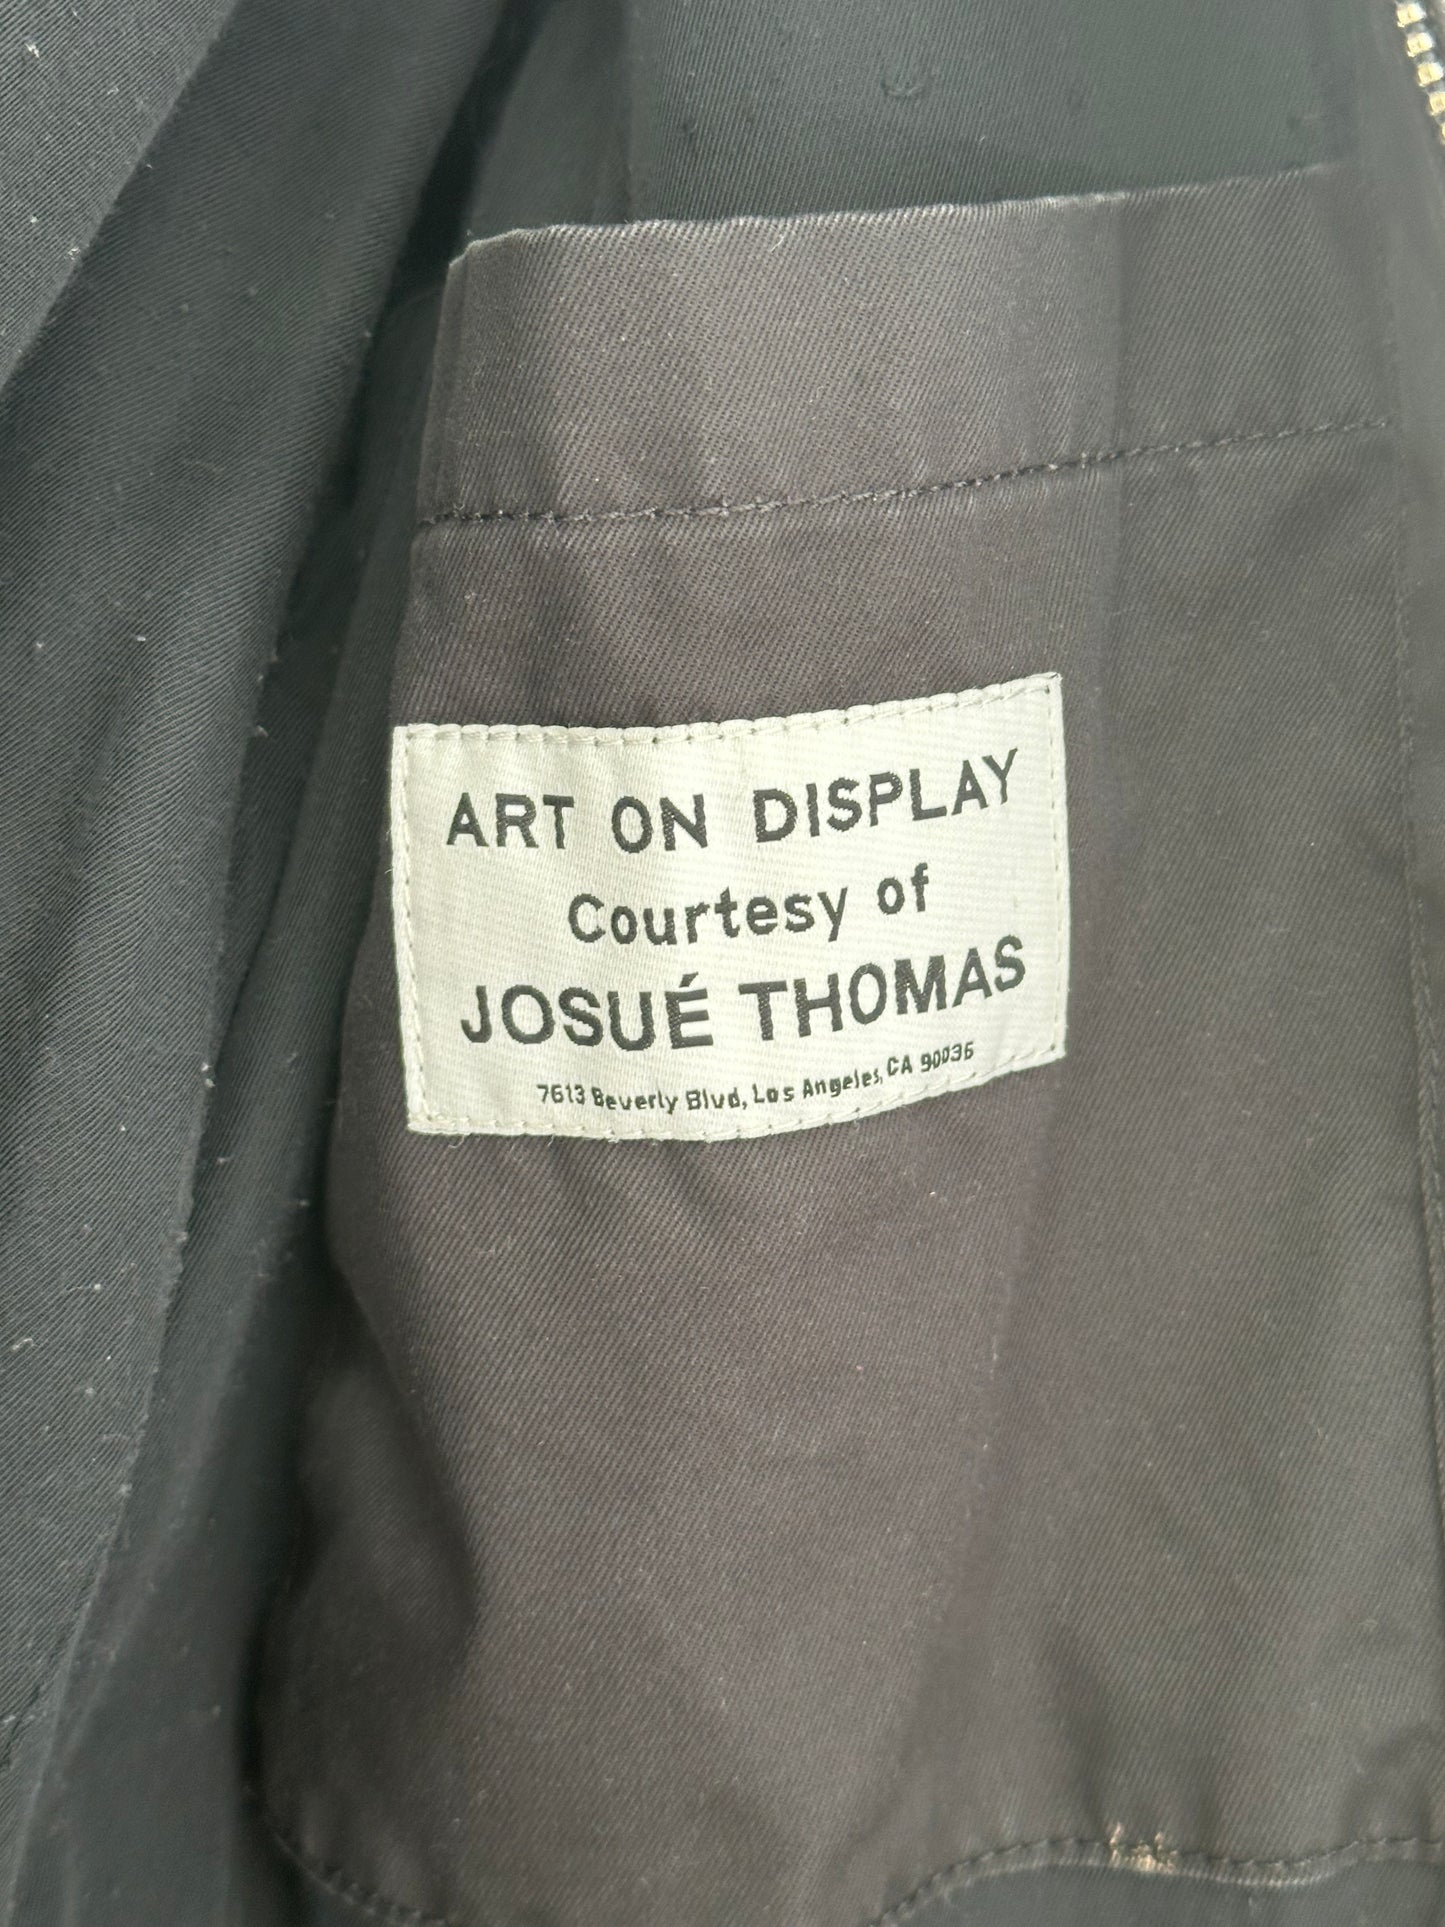 ART ON DISPLAY
Courtesy of
JOSUÉ THOMAS
7613 Beverly Blvd, Los Angeles, CA 90036